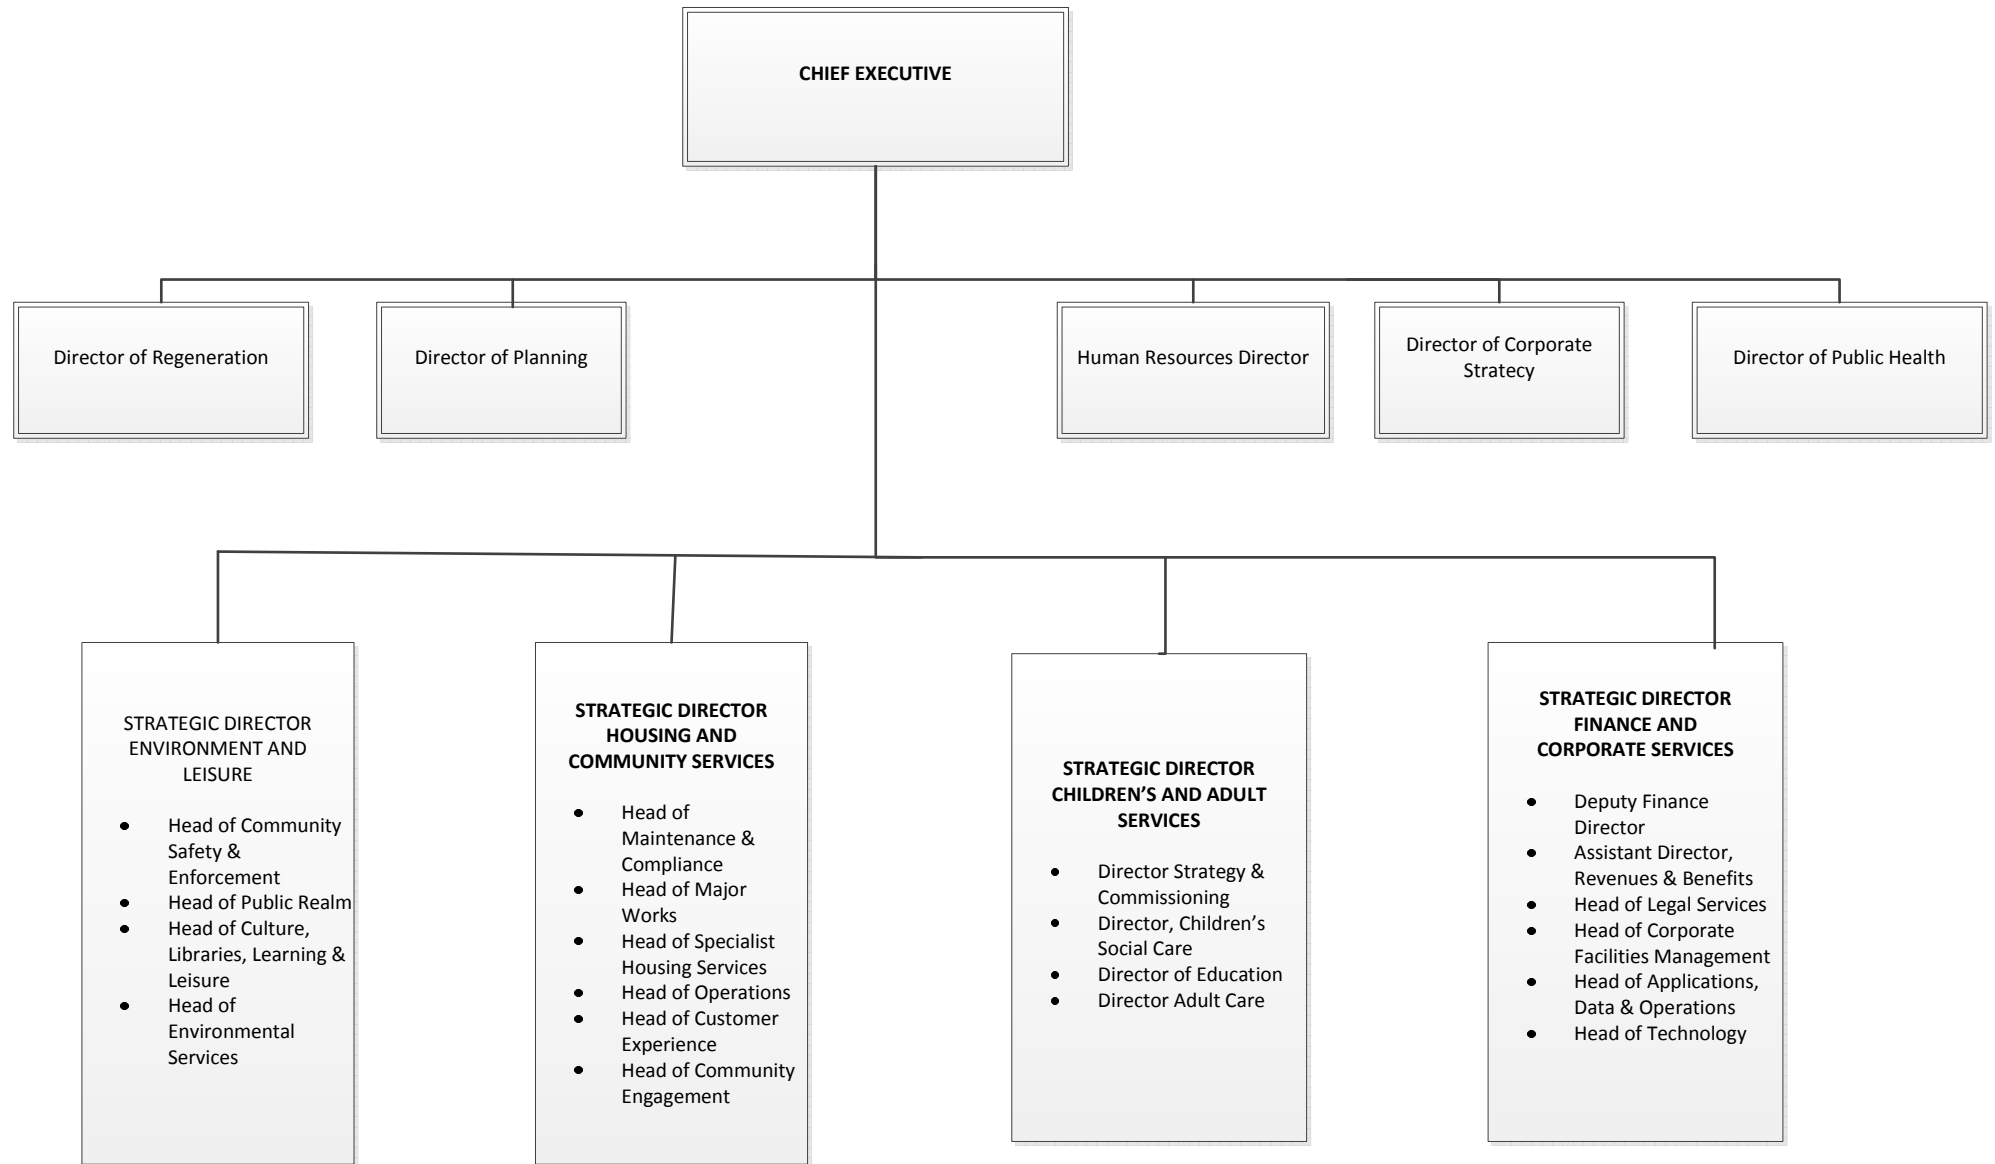 CHIEF EXECUTIVE
Director of Regeneration
Director of Planning
Human Resources Director
Director of Corporate
Stratecy
Director of Public Health
STRATEGIC DIRECTOR
ENVIRONMENT AND
LEISURE
● Head of Community
Safety &
Enforcement
● Head of Public Realm
● Head of Culture,
Libraries, Learning &
Leisure
● Head of
Environmental
Services
STRATEGIC DIRECTOR
HOUSING AND
COMMUNITY SERVICES
● Head of
Maintenance &
Compliance
● Head of Major
Works
● Head of Specialist
Housing Services
● Head of Operations
● Head of Customer
Experience
● Head of Community
Engagement
STRATEGIC DIRECTOR
CHILDREN’S AND ADULT
SERVICES
● Director Strategy &
Commissioning
● Director, Children’s
Social Care
● Director of Education
● Director Adult Care
STRATEGIC DIRECTOR
FINANCE AND
CORPORATE SERVICES
● Deputy Finance
Director
● Assistant Director,
Revenues & Benefits
● Head of Legal Services
● Head of Corporate
Facilities Management
● Head of Applications,
Data & Operations
● Head of Technology